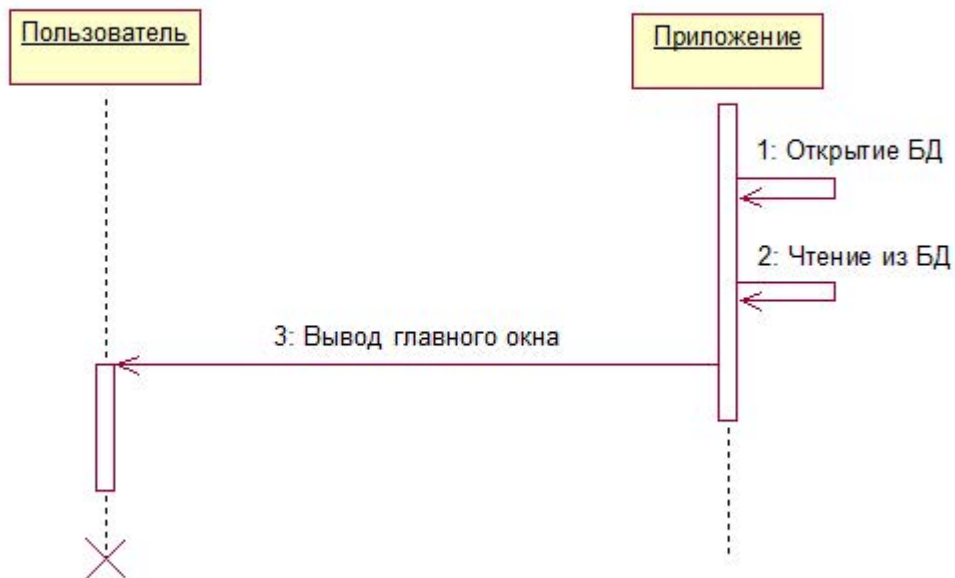 Пользователь
Приложение
1: Открытие БД
2: Чтение из БД
3: Вывод главного окна